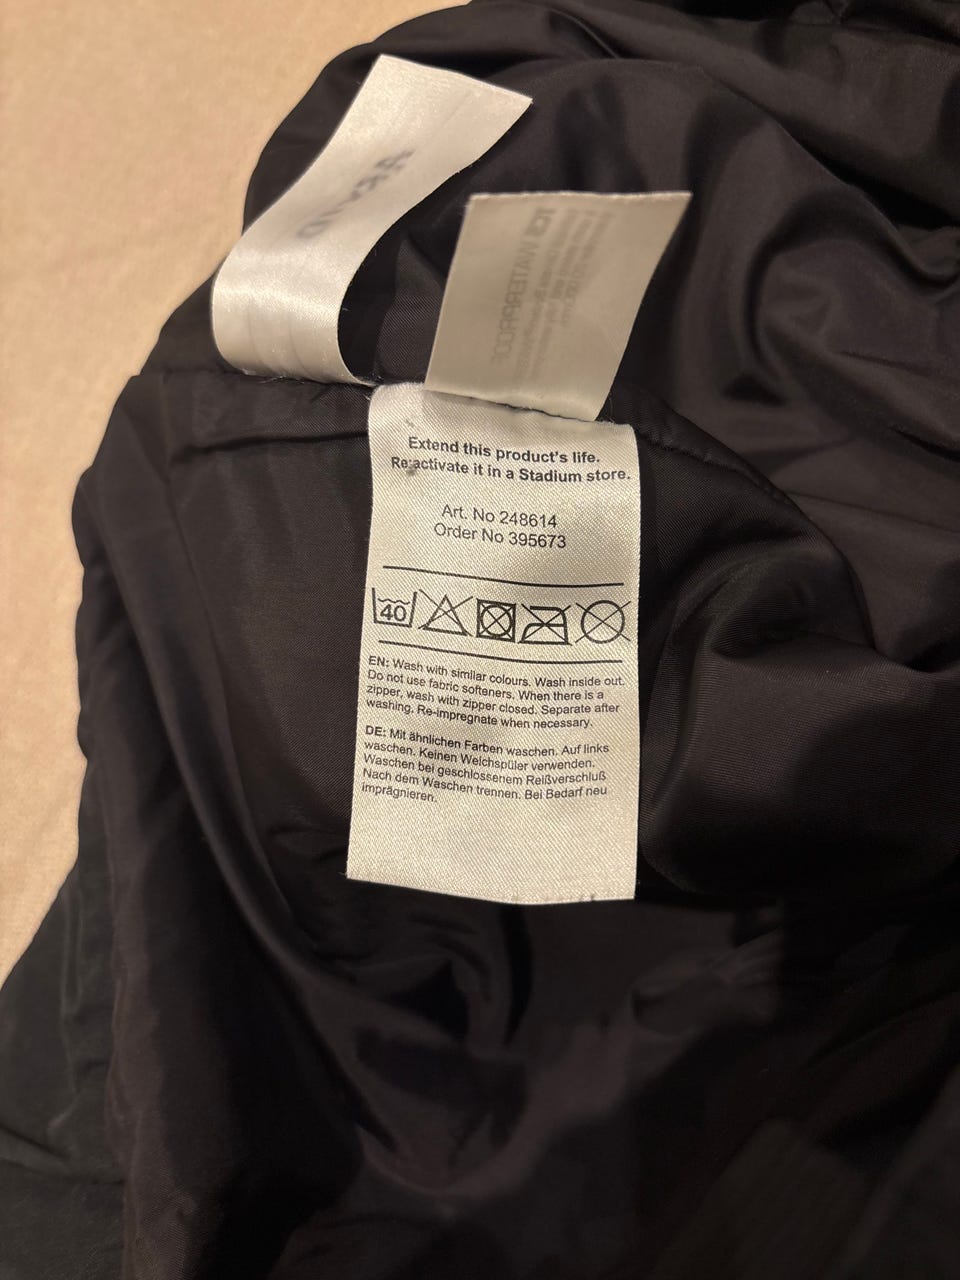 WATERPROOF
Extend this product's life.
Re:activate it in a Stadium store.
Art. No 248614
Order No 395673
40
EN: Wash with similar colours. Wash inside out.
Do not use fabric softeners. When there is a
zipper, wash with zipper closed. Separate after
washing. Re-impregnate when necessary.
DE: Mit ähnlichen Farben waschen. Auf links
waschen. Keinen Weichspüler verwenden.
Waschen bei geschlossenem Reißverschluß
Nach dem Waschen trennen. Bei Bedarf neu
imprägnieren.